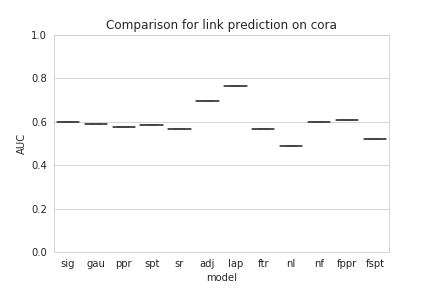 Comparison for link prediction on cora
1.0
0.8
0.6
0.4
0.2
0.0
AUC
sig gau ppr spt sr adj lap ftr nl nf fppr fspt
model